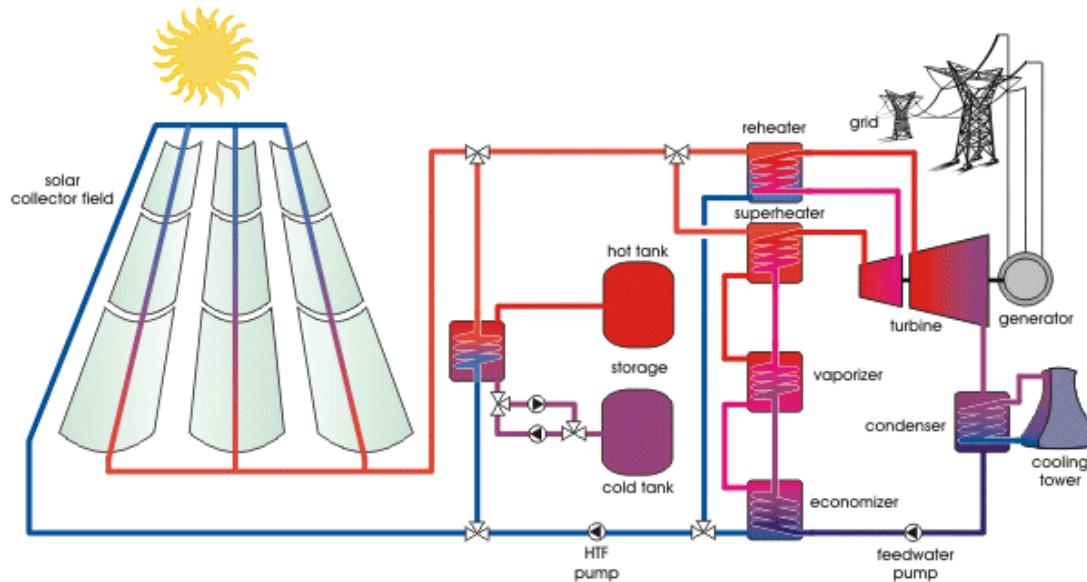 grid
reheater
solar
collector field
superheater
hot tank
turbine
generator
storage
vaporizer
condenser
cooling
tower
cold tank
economizer
HTF
pump
feedwater
pump